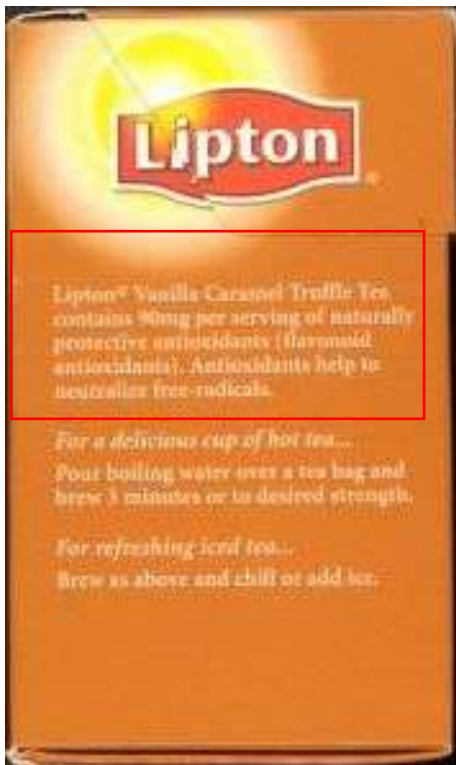 Lipton
Lipton® Vanilla Caramel Truffle Tea
contains 90mg per serving of naturally
protective antioxidants (flavonoid
antioxidants). Antioxidants help to
neutralize free-radicals.
For a delicious cup of hot tea...
Pour boiling water over a tea bag and
brew 3 minutes or to desired strength.
For refreshing iced tea...
Brew as above and chill or add ice.